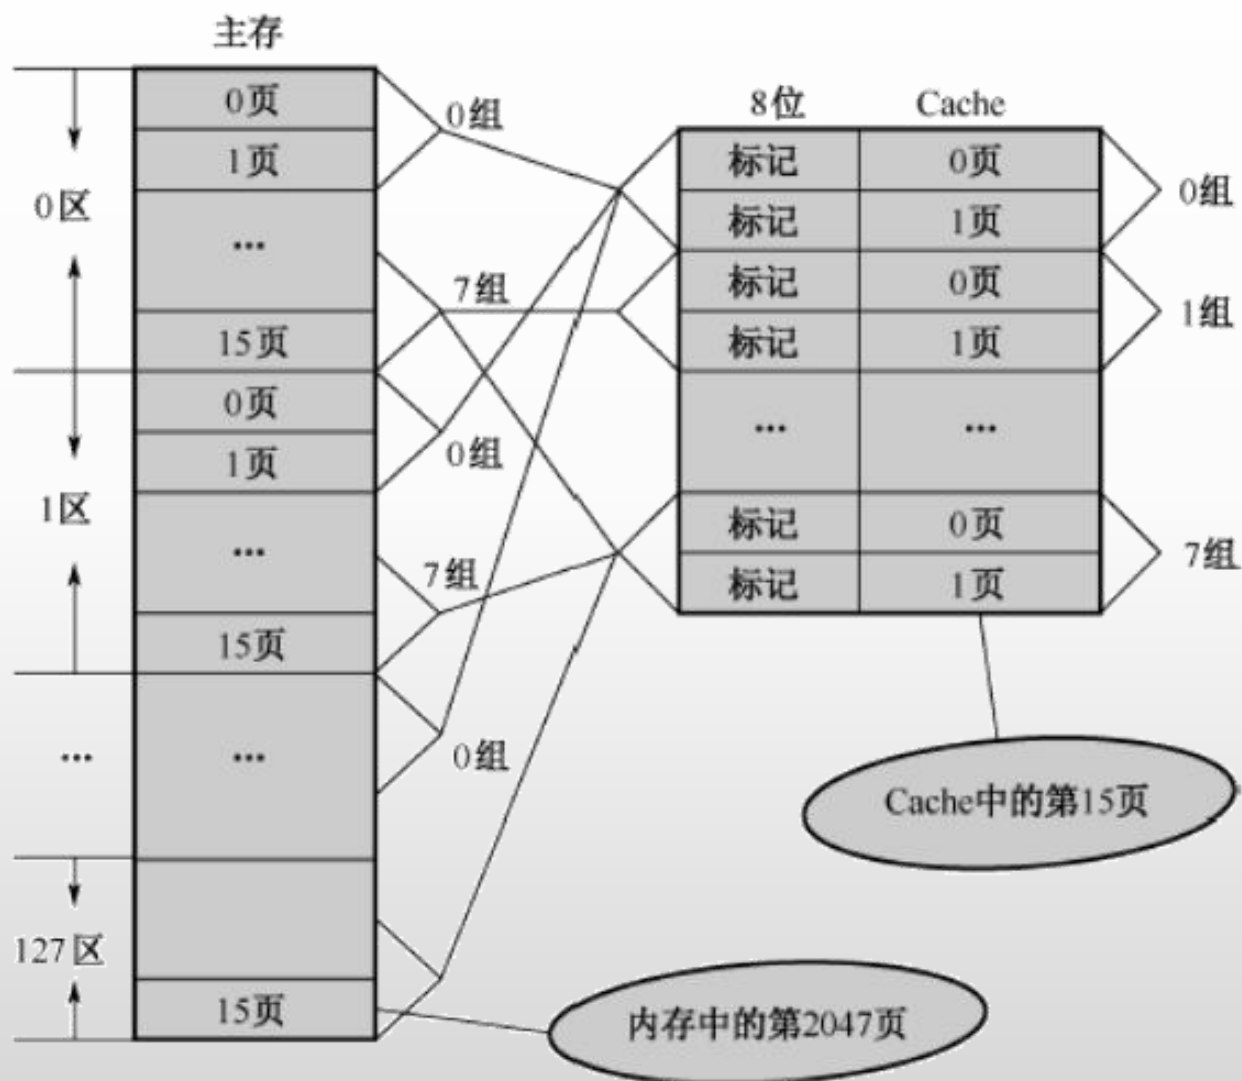 主存
0页
1页
...
15页
0页
1页
...
15页
...
15页
0区
1区
...
127区
0组
7组
0组
7组
0组
8位 Cache
标记 0页
标记 1页
标记 0页
标记 1页
... ...
标记 0页
标记 1页
0组
1组
7组
Cache中的第15页
内存中的第2047页